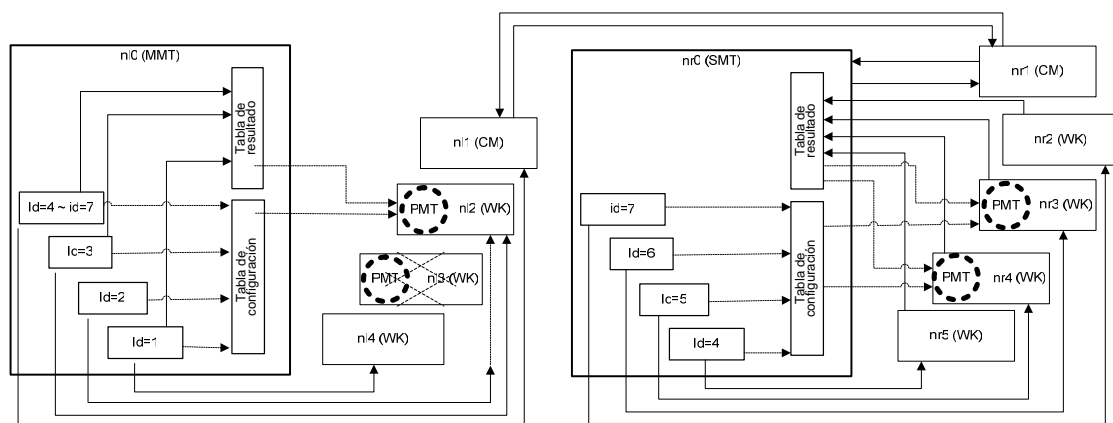 nl0 (MMT)
Tabla de
resultado
Id=4 ~ id=7
Id=3
Id=2
Id=1
Tabla de
configuración
nl1 (CM)
PMT
nl2 (WK)
PMT
nl3 (WK)
nl4 (WK)
nr0 (SMT)
Tabla de
resultado
id=7
Id=6
Ic=5
Id=4
Tabla de
configuración
nr1 (CM)
nr2 (WK)
PMT
nr3 (WK)
PMT
nr4 (WK)
nr5 (WK)